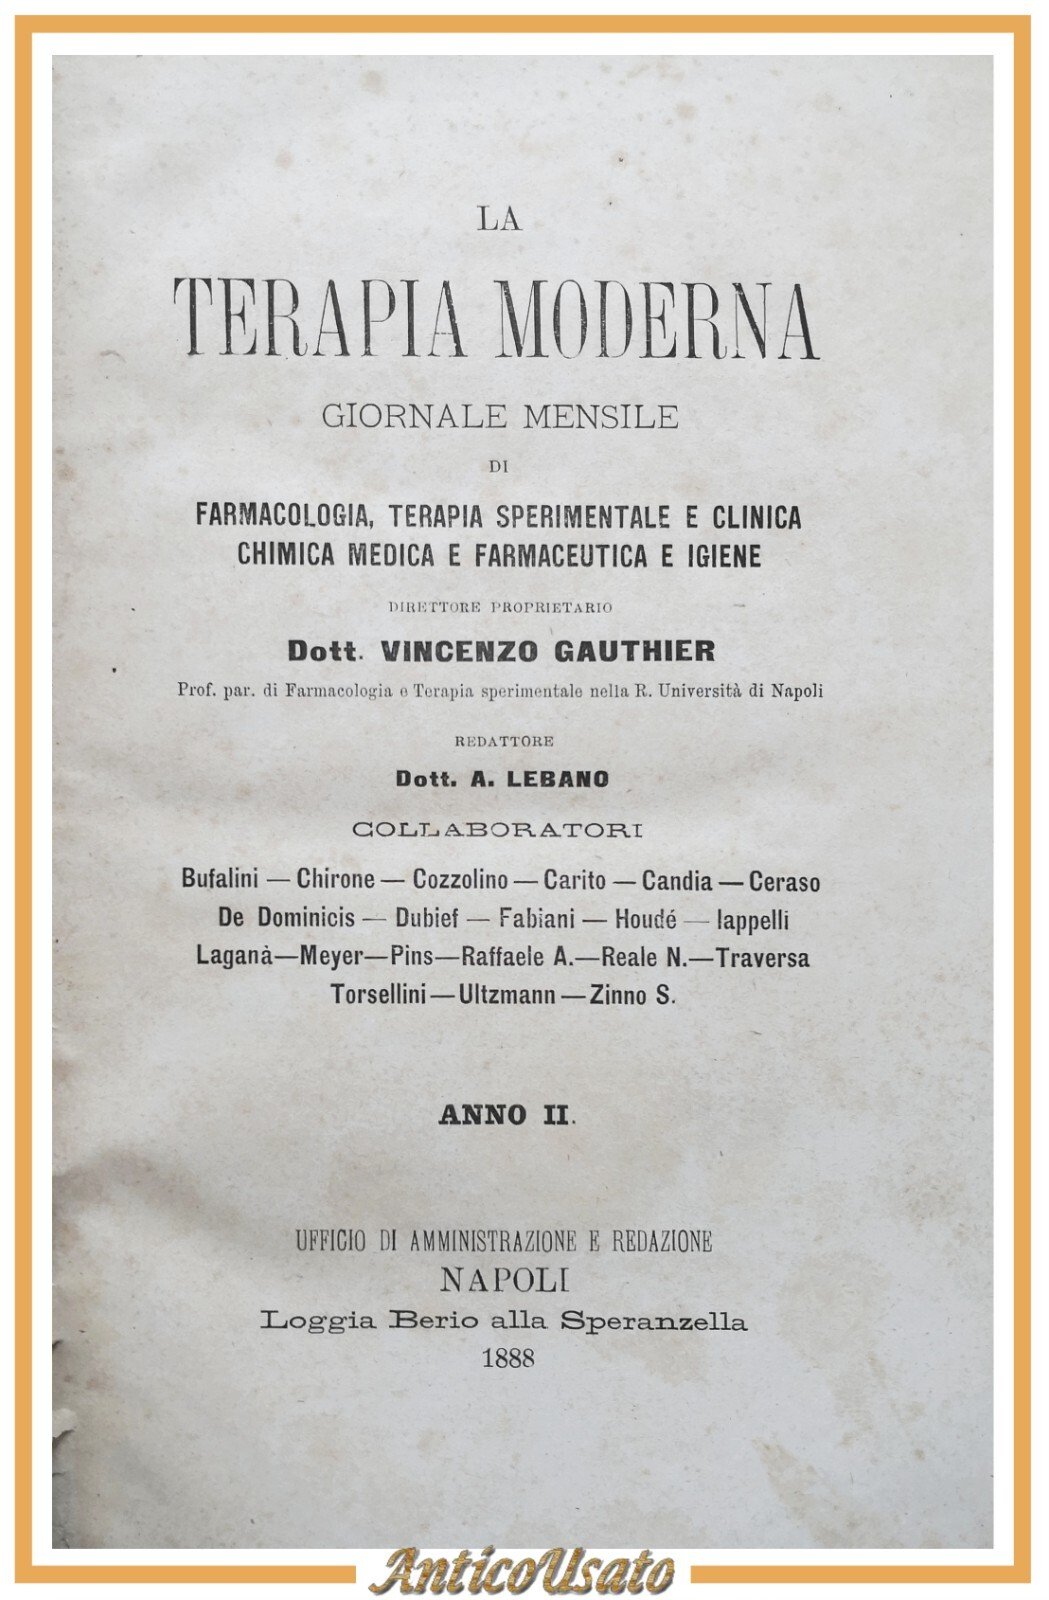 LA
TERAPIA MODERNA
GIORNALE MENSILE
DI
FARMACOLOGIA, TERAPIA SPERIMENTALE E CLINICA
CHIMICA MEDICA E FARMACEUTICA E IGIENE
DIRETTORE PROPRIETARIO
Dott. VINCENZO GAUTHIER
Prof. par. di Farmacologia e Terapia sperimentale nella R. Università di Napoli
REDATTORE
Dott. A. LEBANO
COLLABORATORI
Bufalini — Chirone — Cozzolino — Carito — Candia — Ceraso
De Dominicis — Dubief — Fabiani — Houdé — Iappelli
Laganà—Meyer—Pins—Raffaele A.—Reale N.—Traversa
Torsellini—Ultzmann—Zinno S.
ANNO II.
UFFICIO DI AMMINISTRAZIONE E REDAZIONE
NAPOLI
Loggia Berio alla Speranzella
1888
AnticoUsato